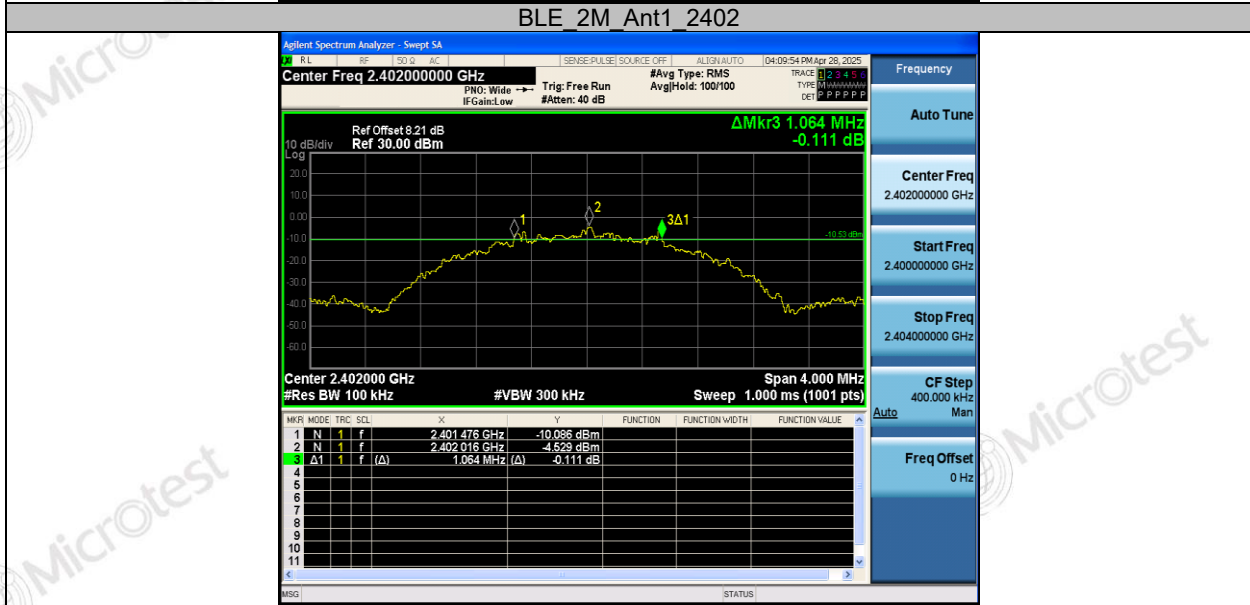 BLE_2M_Ant1_2402
Agilent Spectrum Analyzer - Swept SA
RL RF 50 Ω AC SENSE:PULSE SOURCE OFF ALIGN AUTO 04:09:54 PM Apr 28, 2025
Center Freq 2.402000000 GHz
PNO: Wide
IFGain:Low
Trig: Free Run
#Atten: 40 dB
#Avg Type: RMS
Avg|Hold: 100/100
TRACE 1 2 3 4 5 6
TYPE M
DET P P P P P P
Ref Offset 8.21 dB
10 dB/div Ref 30.00 dBm
Log
ΔMkr3 1.064 MHz
-0.111 dB
20.0
10.0
0.00
-10.0
-20.0
-30.0
-40.0
-50.0
-60.0
1
2
3Δ1
-10.53 dBm
Center 2.402000 GHz Span 4.000 MHz
#Res BW 100 kHz #VBW 300 kHz Sweep 1.000 ms (1001 pts)
MKR MODE TRC SCL X Y FUNCTION FUNCTION WIDTH FUNCTION VALUE
1 N 1 f 2.401 476 GHz -10.086 dBm
2 N 1 f 2.402 016 GHz -4.529 dBm
3 Δ1 1 f (Δ) 1.064 MHz (Δ) -0.111 dB
4
5
6
7
8
9
10
11
MSG STATUS
Frequency
Auto Tune
Center Freq
2.402000000 GHz
Start Freq
2.400000000 GHz
Stop Freq
2.404000000 GHz
CF Step
400.000 kHz
Auto Man
Freq Offset
0 Hz
Microtest
Microtest
Microtest